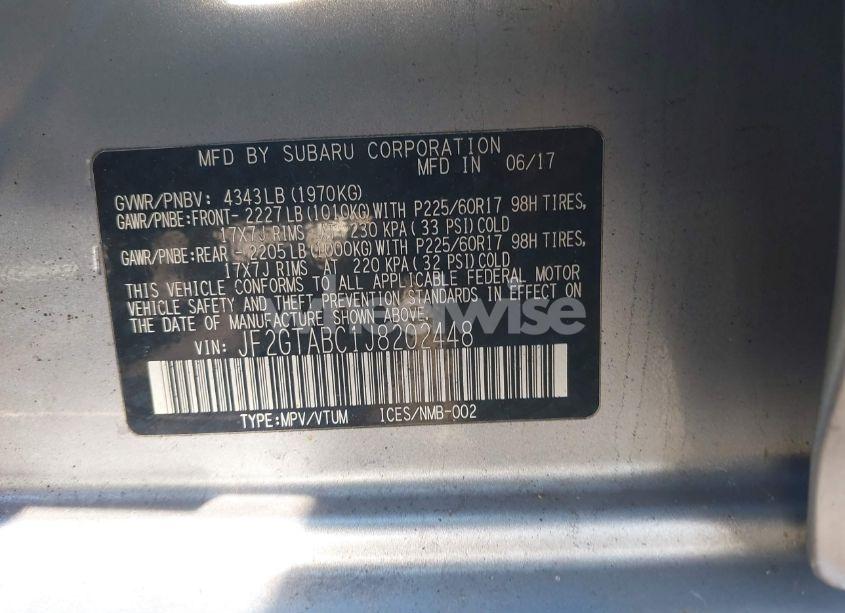 MFD BY SUBARU CORPORATION
MFD IN 06/17
GVWR/PNBV: 4343LB (1970KG)
GAWR/PNBE:FRONT- 2227LB (1010KG) WITH P225/60R17 98H TIRES,
17X7J RIMS AT 230 KPA ( 33 PSI) COLD
GAWR/PNBE:REAR - 2205LB (1000KG) WITH P225/60R17 98H TIRES,
17X7J RIMS AT 220 KPA (32 PSI) COLD
THIS VEHICLE CONFORMS TO ALL APPLICABLE FEDERAL MOTOR
VEHICLE SAFETY AND THEFT PREVENTION STANDARDS IN EFFECT ON
THE DATE OF MANUFACTURE SHOWN ABOVE.
VIN: JF2GTABC1J8202448
TYPE:MPV/VTUM ICES/NMB-002